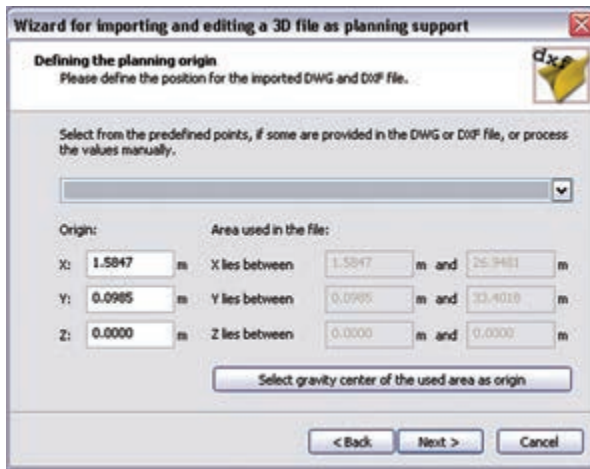 Wizard for importing and editing a 3D file as planning support
Defining the planning origin
Please define the position for the imported DWG and DXF file.
dxf
Select from the predefined points, if some are provided in the DWG or DXF file, or process
the values manually.
Origin: Area used in the file:
X: 1.5847 m X lies between 1.5847 m and 26.9481 m
Y: 0.0985 m Y lies between 0.0985 m and 33.4018 m
Z: 0.0000 m Z lies between 0.0000 m and 0.0000 m
Select gravity center of the used area as origin
< Back Next > Cancel